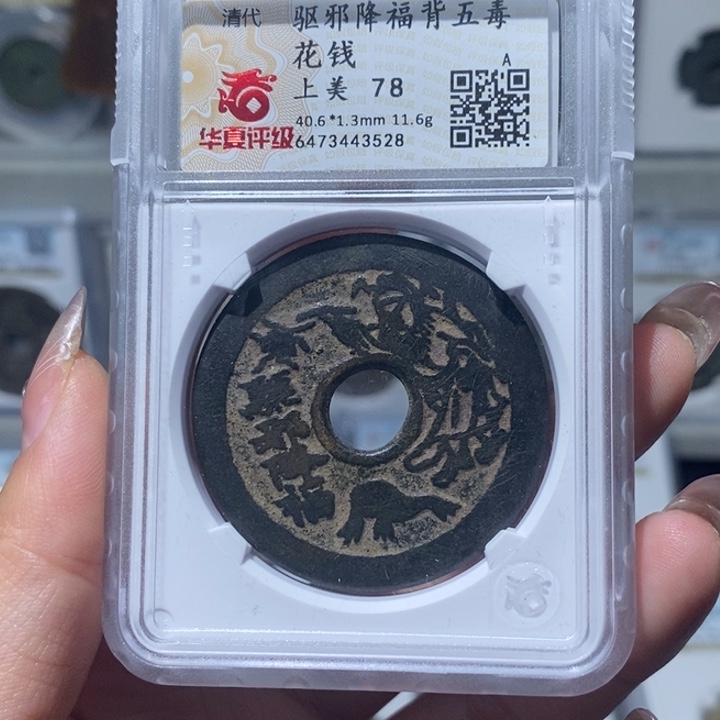 清代
驱邪降福背五毒
花钱
上美 78
A
40.6*1.3mm 11.6g
华夏评级
6473443528